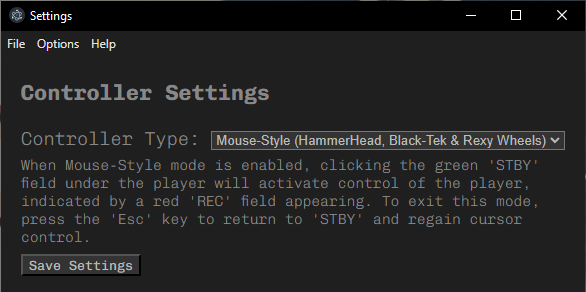 Settings
File Options Help
Controller Settings
Controller Type: Mouse-Style (HammerHead, Black-Tek & Rexy Wheels)
When Mouse-Style mode is enabled, clicking the green 'STBY'
field under the player will activate control of the player,
indicated by a red 'REC' field appearing. To exit this mode,
press the 'Esc' key to return to 'STBY' and regain cursor
control.
Save Settings